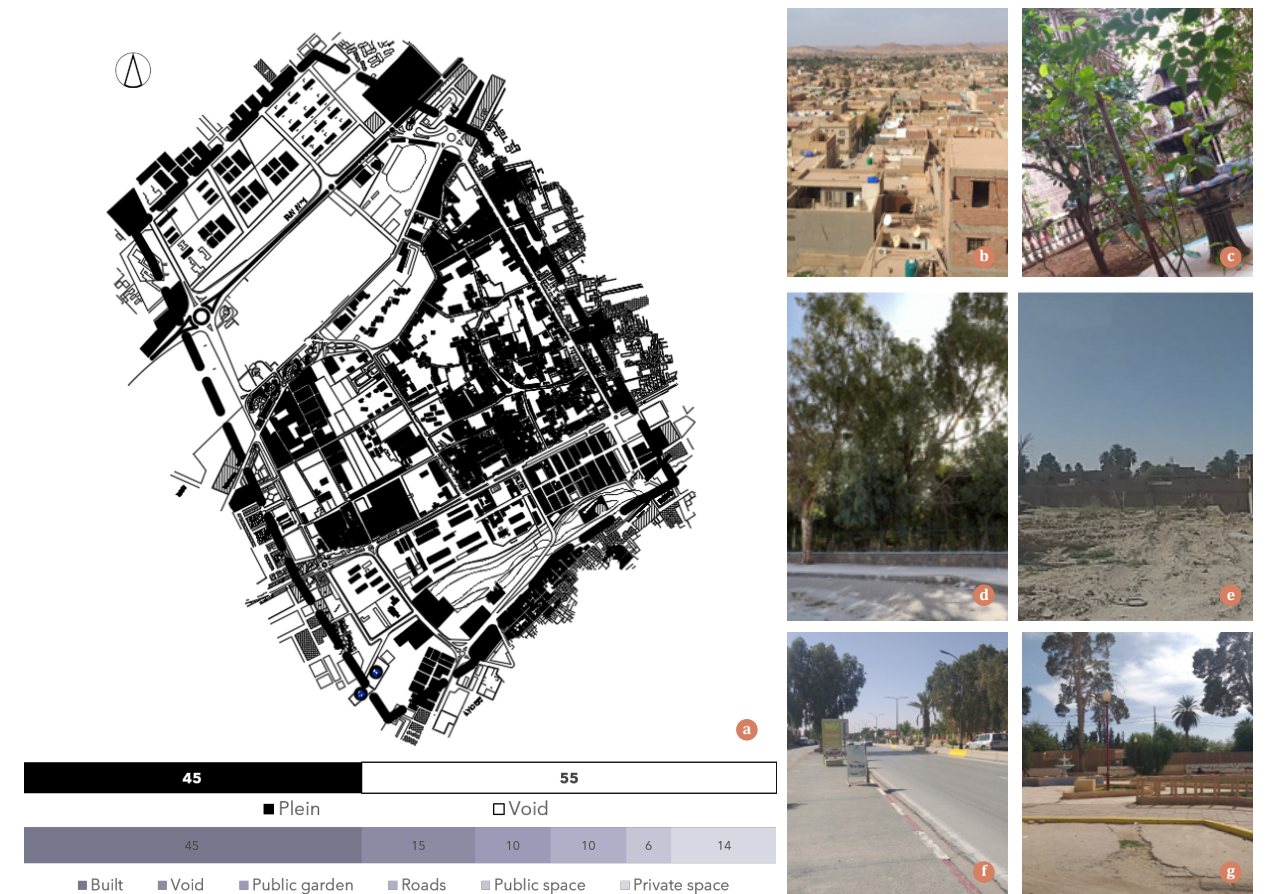 a
b
c
d
e
f
g
LYCEE
45 55
Plein Void
45 15 10 10 6 14
Built Void Public garden Roads Public space Private space